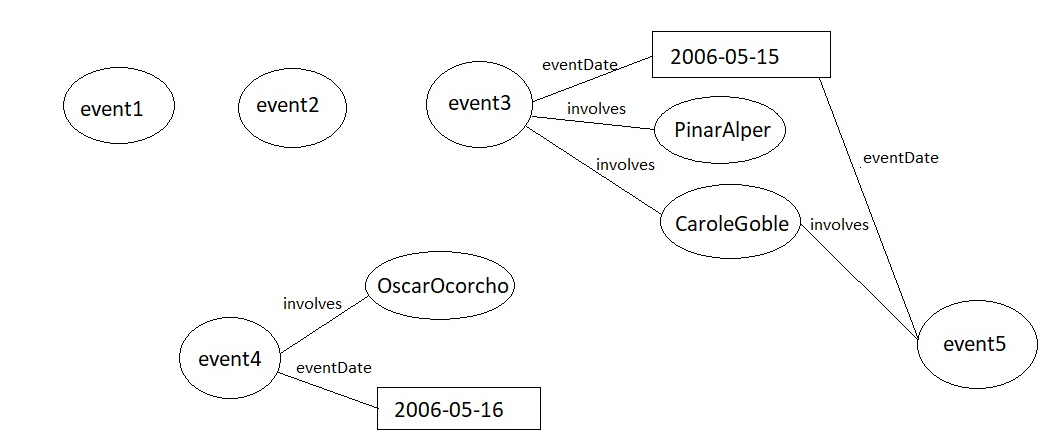 event1
event2
event3
eventDate
2006-05-15
involves
PinarAlper
involves
CaroleGoble
eventDate
involves
OscarOcorcho
involves
event4
eventDate
2006-05-16
event5